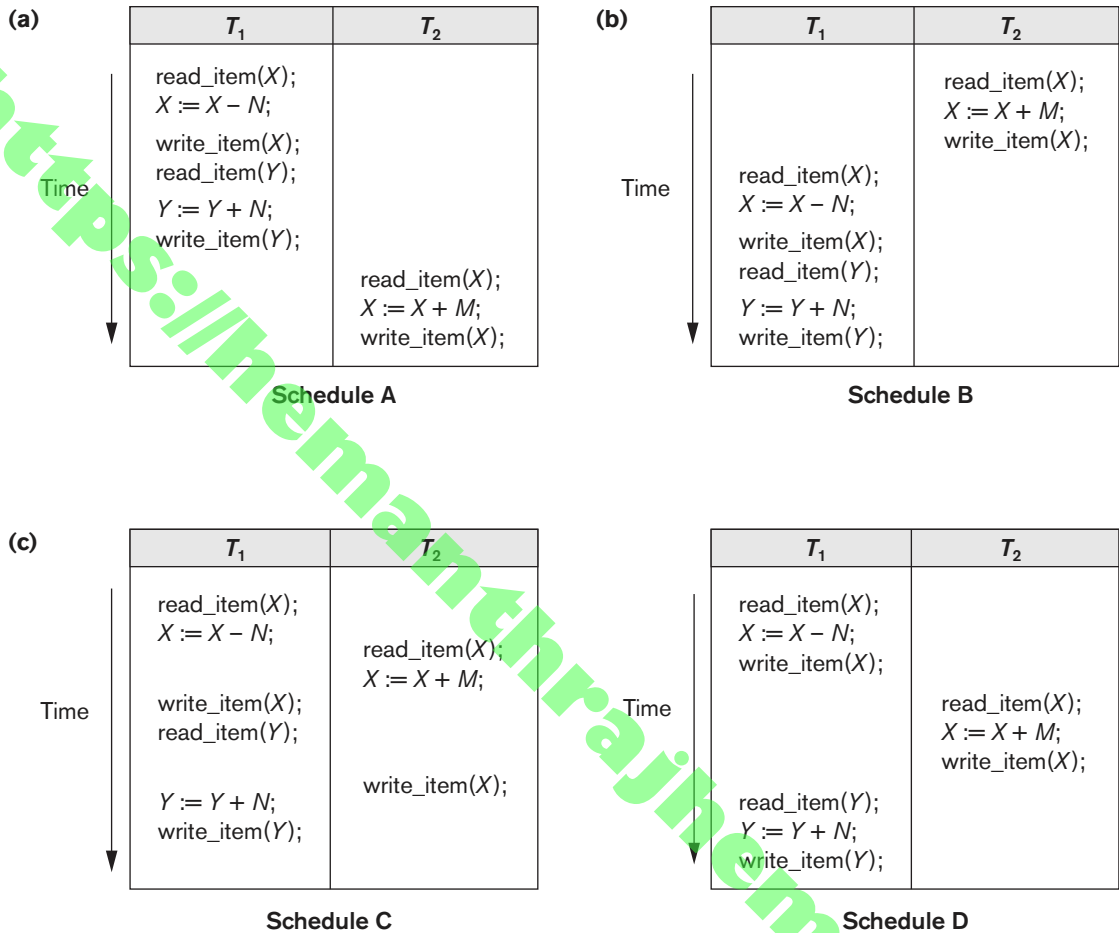 (a)
T1 T2
read_item(X);
X := X – N;
write_item(X);
read_item(Y);
Time
Y := Y + N;
write_item(Y);
read_item(X);
X := X + M;
write_item(X);
Schedule A
(b)
T1 T2
read_item(X);
X := X + M;
write_item(X);
Time
read_item(X);
X := X – N;
write_item(X);
read_item(Y);
Y := Y + N;
write_item(Y);
Schedule B
(c)
T1 T2
read_item(X);
X := X – N;
read_item(X);
X := X + M;
Time
write_item(X);
read_item(Y);
write_item(X);
Y := Y + N;
write_item(Y);
Schedule C
T1 T2
read_item(X);
X := X – N;
write_item(X);
Time
read_item(X);
X := X + M;
write_item(X);
read_item(Y);
Y := Y + N;
write_item(Y);
Schedule D
https://hemanthrajhem